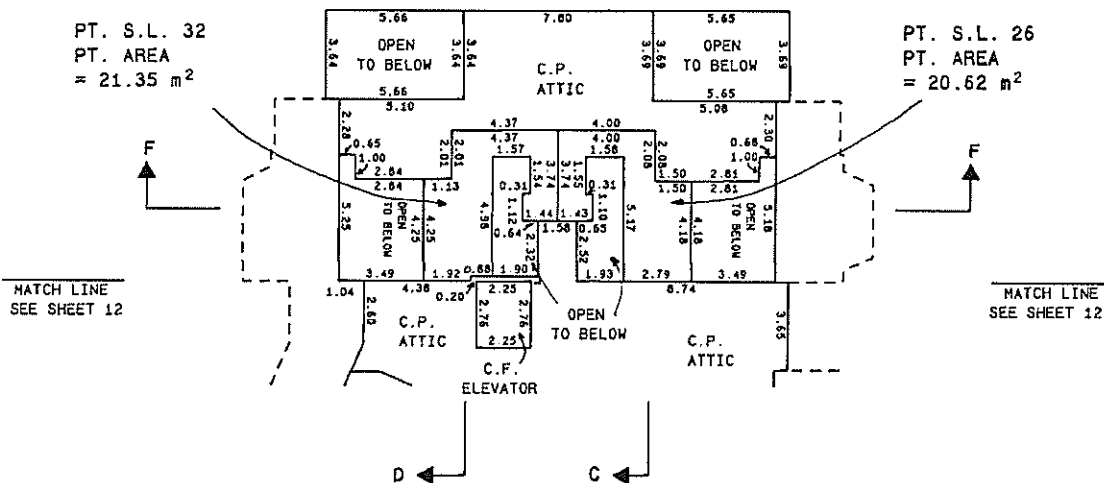 5.66
7.80
5.65
PT. S.L. 32
PT. AREA
= 21.35 m²
3.64
OPEN
TO BELOW
3.64
C.P.
ATTIC
3.69
OPEN
TO BELOW
3.69
PT. S.L. 26
PT. AREA
= 20.62 m²
5.66
5.65
5.10
5.08
F
2.28
0.65
1.00
2.84
2.84
2.01
2.01
4.37
4.37
4.00
4.00
1.57
1.58
1.54
3.74
3.74
1.55
2.08
2.08
1.50
1.50
2.81
2.81
2.30
0.68
1.00
F
1.13
0.31
0.31
5.25
OPEN
TO BELOW
4.25
4.25
4.98
1.12
1.44
1.43
1.10
5.17
4.18
4.18
OPEN
TO BELOW
5.18
0.64
1.58
0.65
2.32
2.52
3.49
1.92
0.68
1.90
1.93
2.79
3.49
MATCH LINE
SEE SHEET 12
1.04
4.38
0.20
2.25
8.74
MATCH LINE
SEE SHEET 12
2.60
C.P.
ATTIC
2.76
2.76
2.25
OPEN
TO BELOW
C.P.
ATTIC
3.65
C.F.
ELEVATOR
D
C